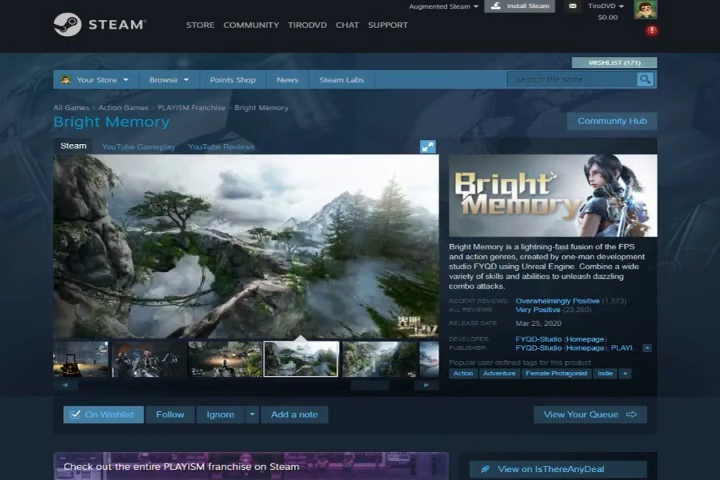 Augmented Steam
Install Steam
TiroDVD
$0.00
STEAM
STORE COMMUNITY TIRODVD CHAT SUPPORT
WISHLIST (171)
Your Store Browse Points Shop News Steam Labs search the store
All Games > Action Games > PLAYISM Franchise > Bright Memory
Bright Memory
Community Hub
Steam YouTube Gameplay YouTube Reviews
Bright
Memory
Bright Memory is a lightning-fast fusion of the FPS
and action genres, created by one-man development
studio FYQD using Unreal Engine. Combine a wide
variety of skills and abilities to unleash dazzling
combo attacks.
RECENT REVIEWS: Overwhelmingly Positive (1,573)
ALL REVIEWS: Very Positive
RELEASE DATE: Mar 25, 2020
DEVELOPER: FYQD-Studio (Homepage)
PUBLISHER: FYQD-Studio (Homepage), PLAYI
Popular user-defined tags for this product:
Action Adventure Female Protagonist Indie +
On Wishlist Follow Ignore Add a note View Your Queue
Check out the entire PLAYISM franchise on Steam
View on IsThereAnyDeal